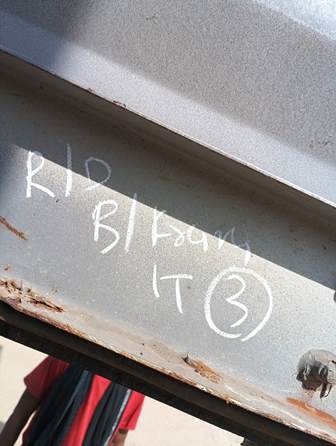 R/D
B/
IT ③